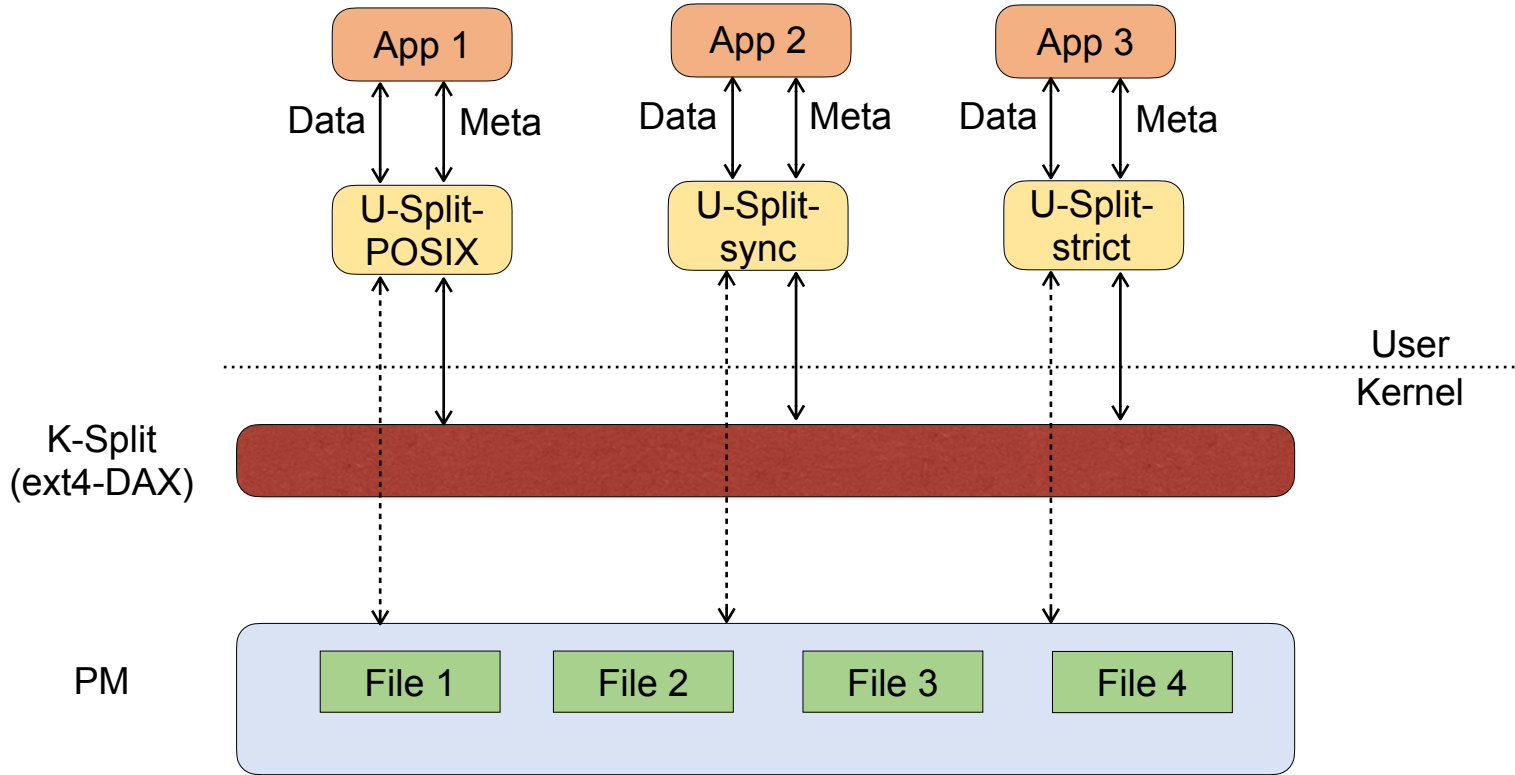 App 1
App 2
App 3
Data
Meta
Data
Meta
Data
Meta
U-Split-
POSIX
U-Split-
sync
U-Split-
strict
User
Kernel
K-Split
(ext4-DAX)
PM
File 1
File 2
File 3
File 4